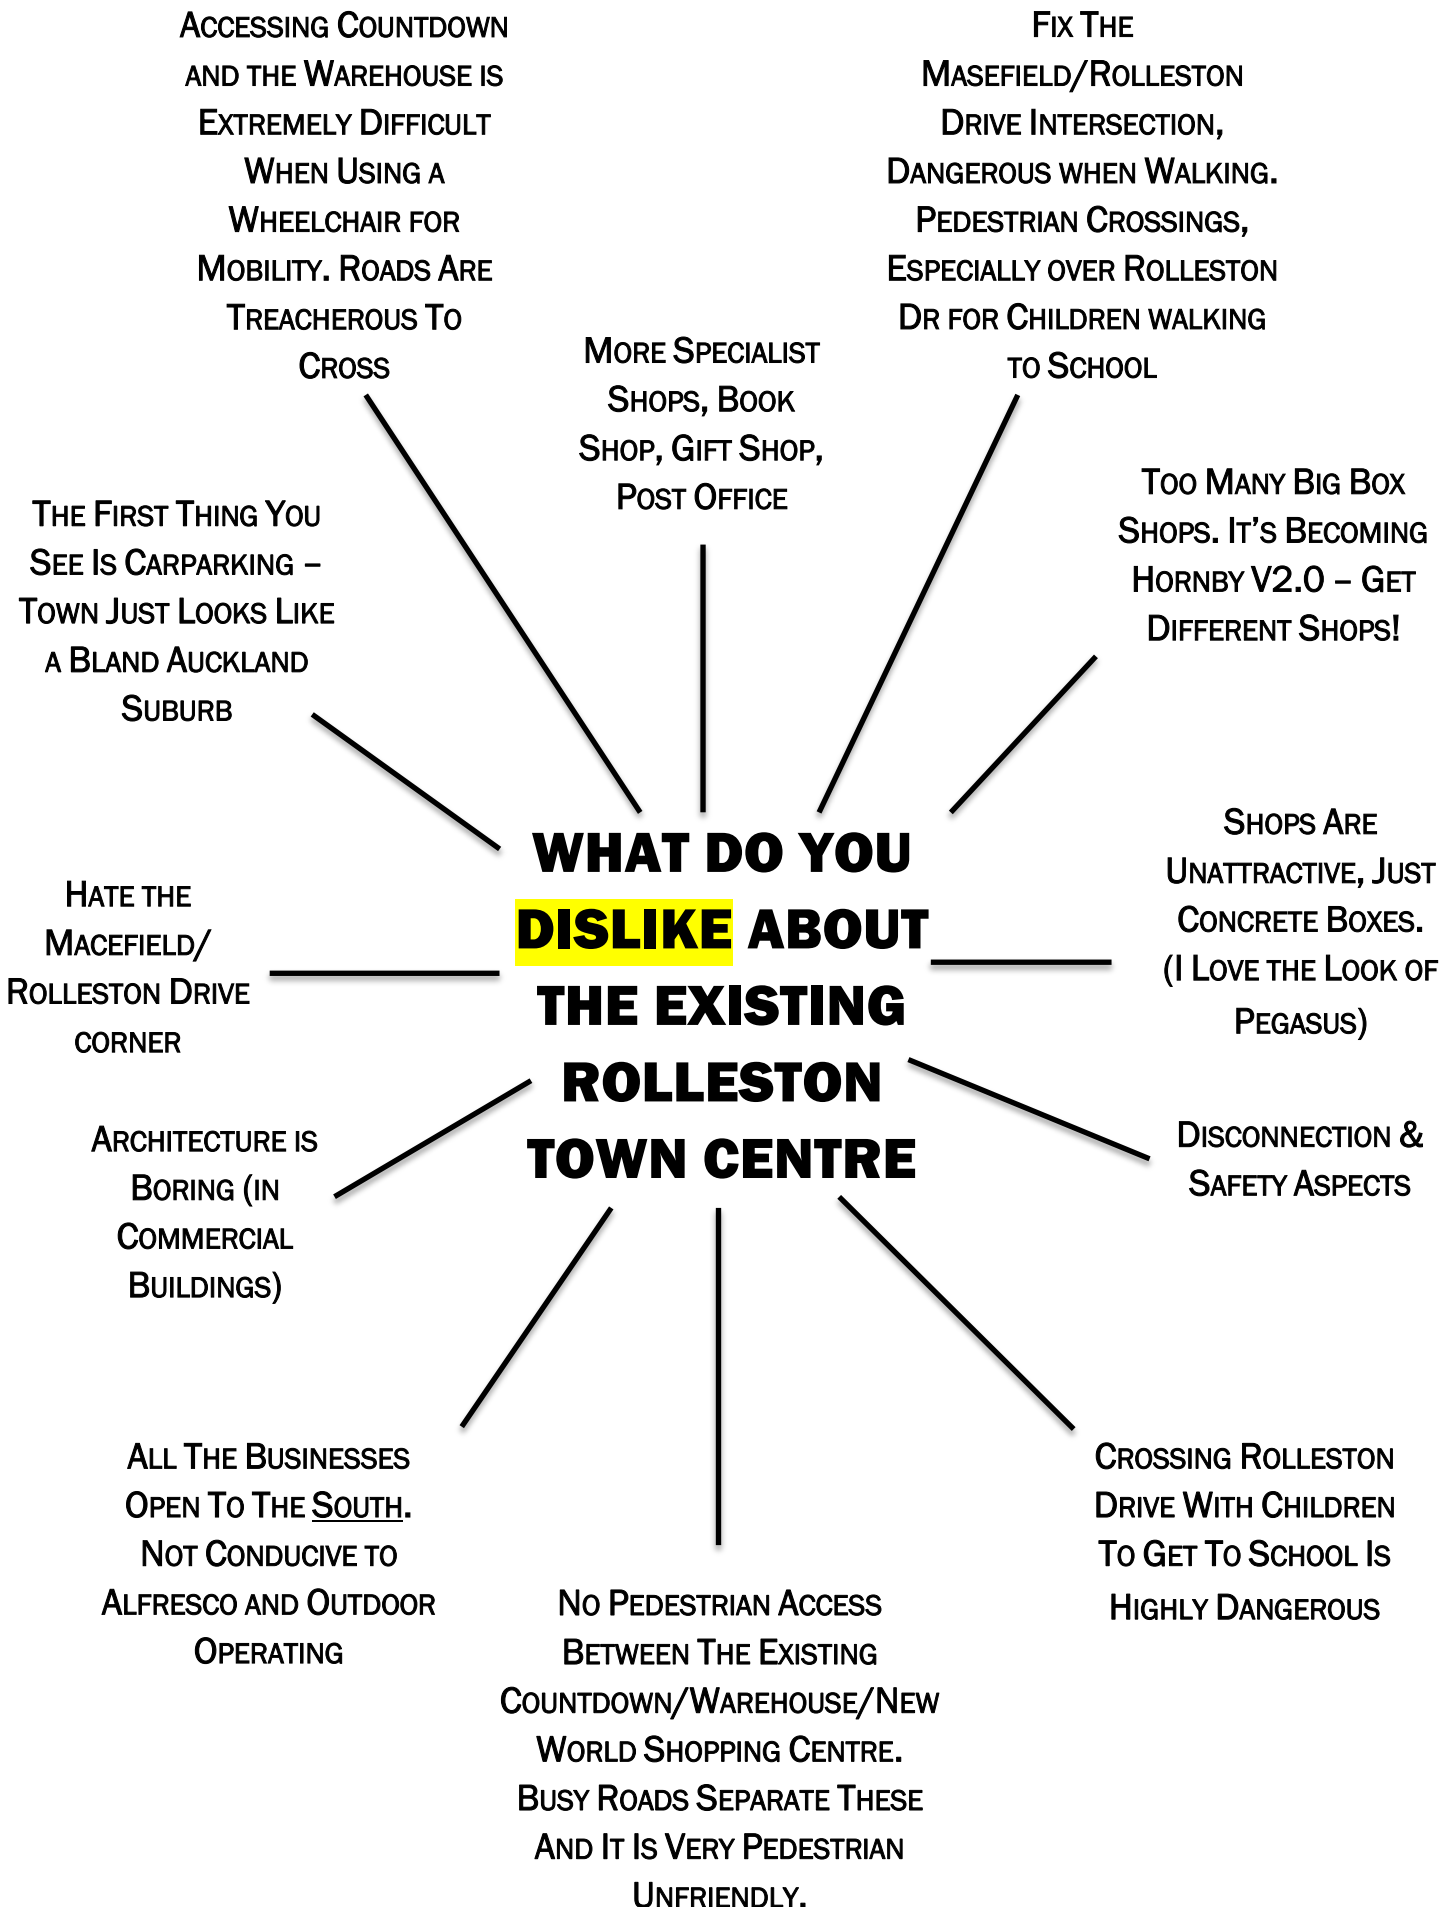 Accessing Countdown
and the Warehouse is
Extremely Difficult
When Using a
Wheelchair for
Mobility. Roads Are
Treacherous To
Cross
Fix The
Masefield/Rolleston
Drive Intersection,
Dangerous when Walking.
Pedestrian Crossings,
Especially over Rolleston
Dr for Children walking
to School
More Specialist
Shops, Book
Shop, Gift Shop,
Post Office
Too Many Big Box
Shops. It's Becoming
Hornby V2.0 – Get
Different Shops!
The First Thing You
See Is Carparking –
Town Just Looks Like
a Bland Auckland
Suburb
WHAT DO YOU
DISLIKE ABOUT
THE EXISTING
ROLLESTON
TOWN CENTRE
Shops Are
Unattractive, Just
Concrete Boxes.
(I Love the Look of
Pegasus)
Hate the
Macefield/
Rolleston Drive
corner
Architecture is
Boring (in
Commercial
Buildings)
Disconnection &
Safety Aspects
All The Businesses
Open To The South.
Not Conducive to
Alfresco and Outdoor
Operating
No Pedestrian Access
Between The Existing
Countdown/Warehouse/New
World Shopping Centre.
Busy Roads Separate These
And It Is Very Pedestrian
Unfriendly.
Crossing Rolleston
Drive With Children
To Get To School Is
Highly Dangerous